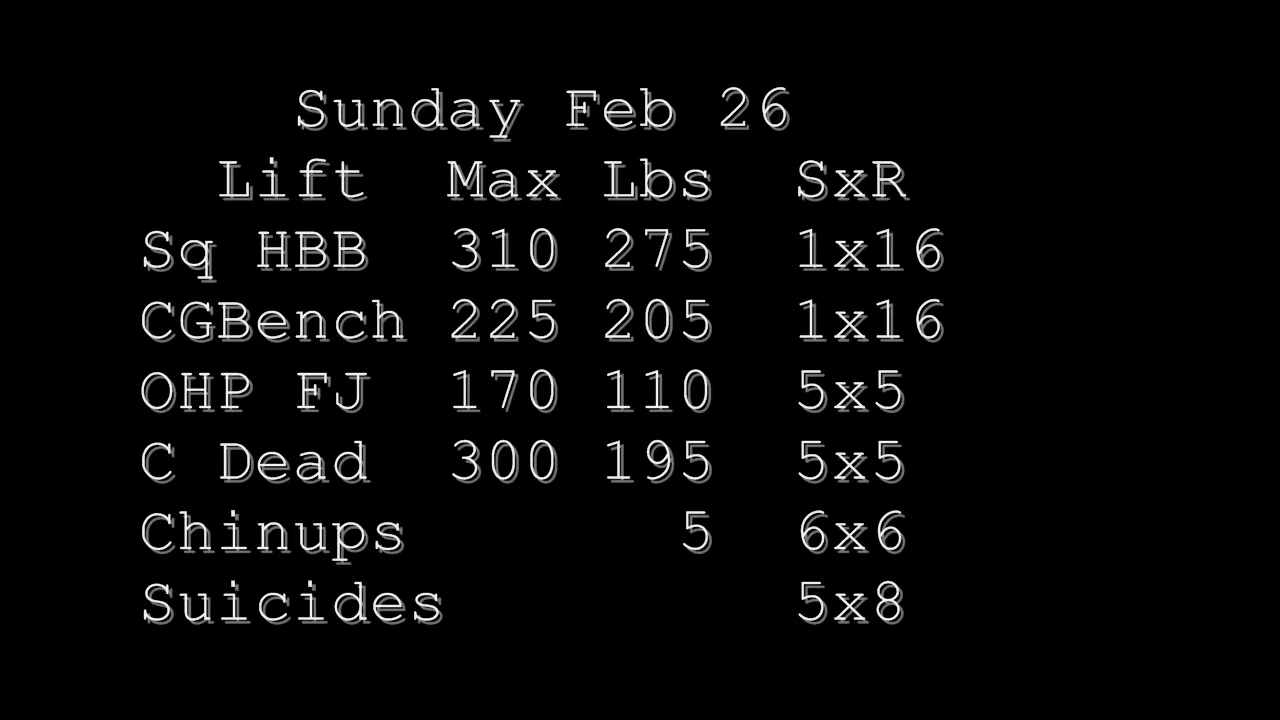 Sunday Feb 26
Lift Max Lbs SxR
Sq HBB 310 275 1x16
CGBench 225 205 1x16
OHP FJ 170 110 5x5
C Dead 300 195 5x5
Chinups 5 6x6
Suicides 5x8